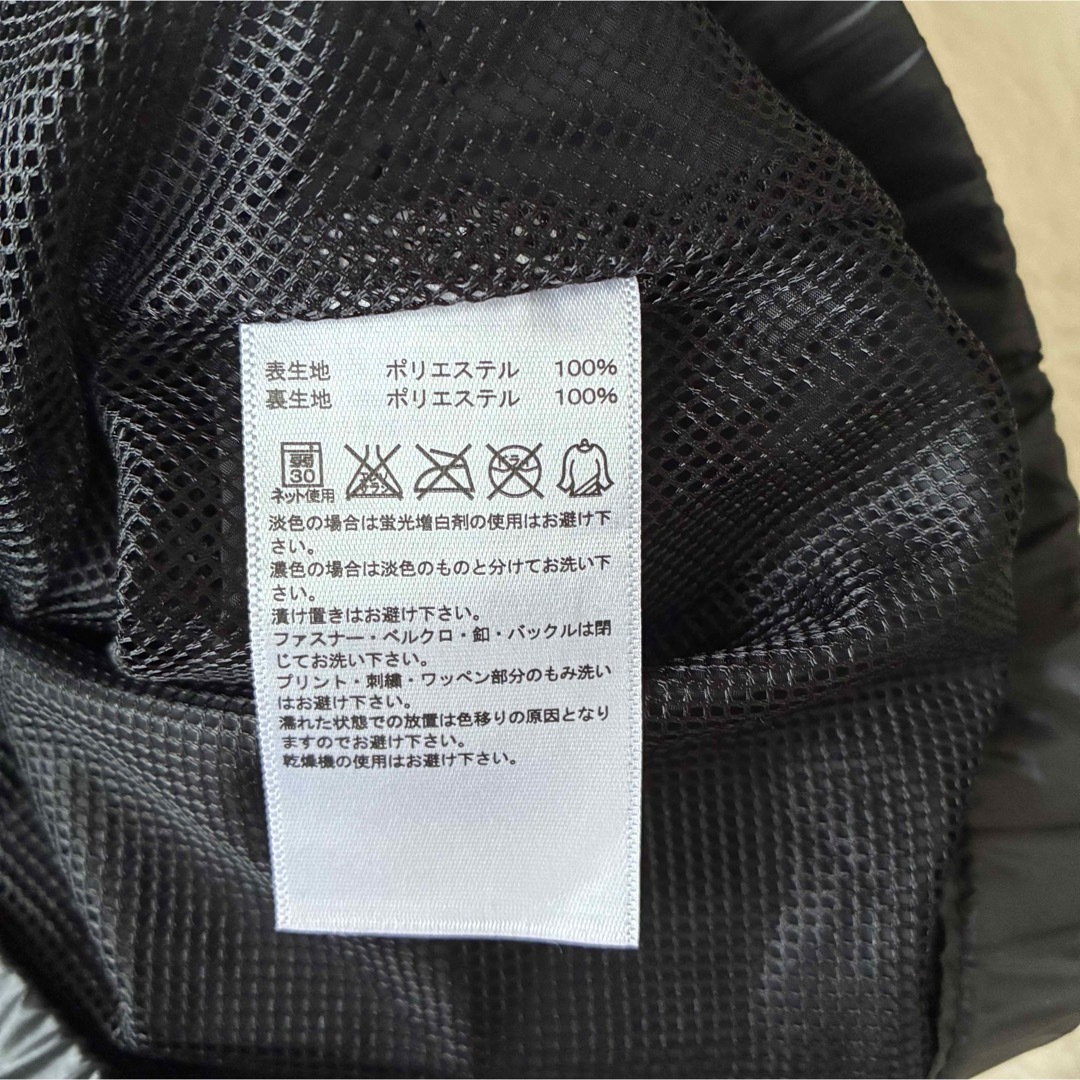 表生地 ポリエステル 100%
裏生地 ポリエステル 100%
弱
30
ネット使用
エンソ
ドライ
淡色の場合は蛍光増白剤の使用はお避け下
さい。
濃色の場合は淡色のものと分けてお洗い下
さい。
漬け置きはお避け下さい。
ファスナー・ベルクロ・釦・バックルは閉
じてお洗い下さい。
プリント・刺繍・ワッペン部分のもみ洗い
はお避け下さい。
濡れた状態での放置は色移りの原因となり
ますのでお避け下さい。
乾燥機の使用はお避け下さい。